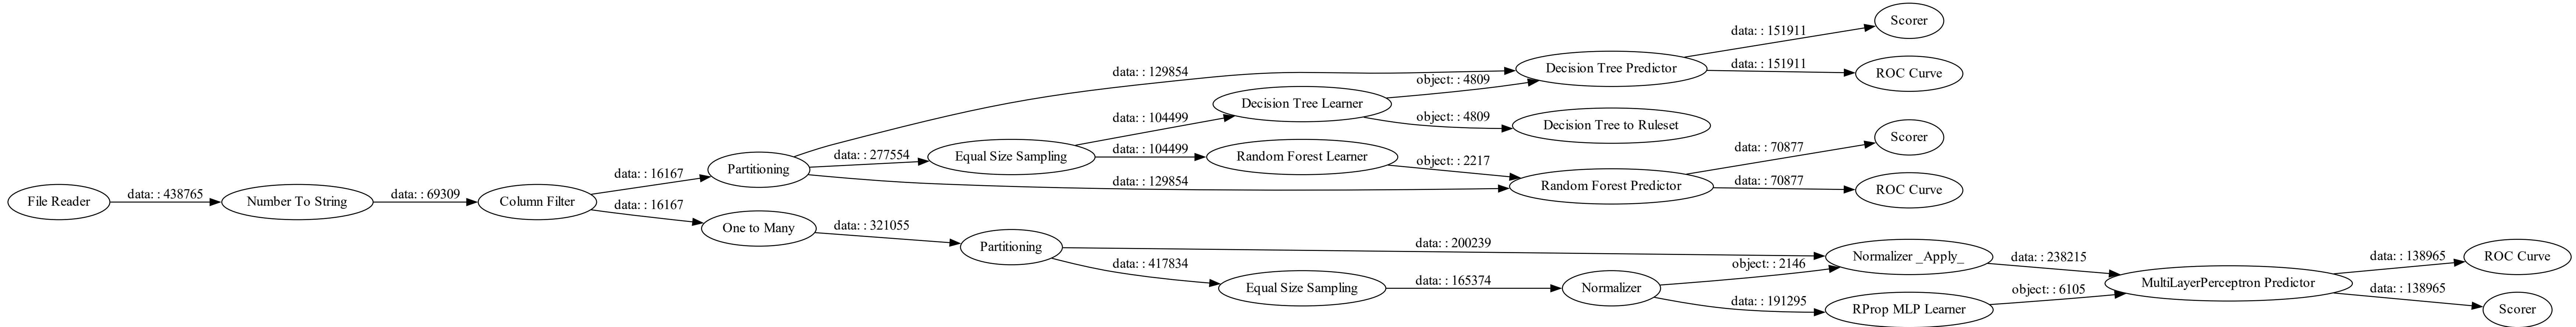 Scorer
data: : 151911
data: : 129854
Decision Tree Predictor
data: : 151911
ROC Curve
object: : 4809
Decision Tree Learner
data: : 104499
object: : 4809
Decision Tree to Ruleset
Scorer
data: : 277554
Equal Size Sampling
data: : 104499
Random Forest Learner
object: : 2217
data: : 70877
Partitioning
data: : 16167
data: : 129854
Random Forest Predictor
data: : 70877
ROC Curve
File Reader
data: : 438765
Number To String
data: : 69309
Column Filter
data: : 16167
One to Many
data: : 321055
Partitioning
data: : 200239
Normalizer _Apply_
data: : 238215
data: : 138965
ROC Curve
data: : 417834
Equal Size Sampling
data: : 165374
Normalizer
object: : 2146
MultiLayerPerceptron Predictor
data: : 191295
RProp MLP Learner
object: : 6105
data: : 138965
Scorer